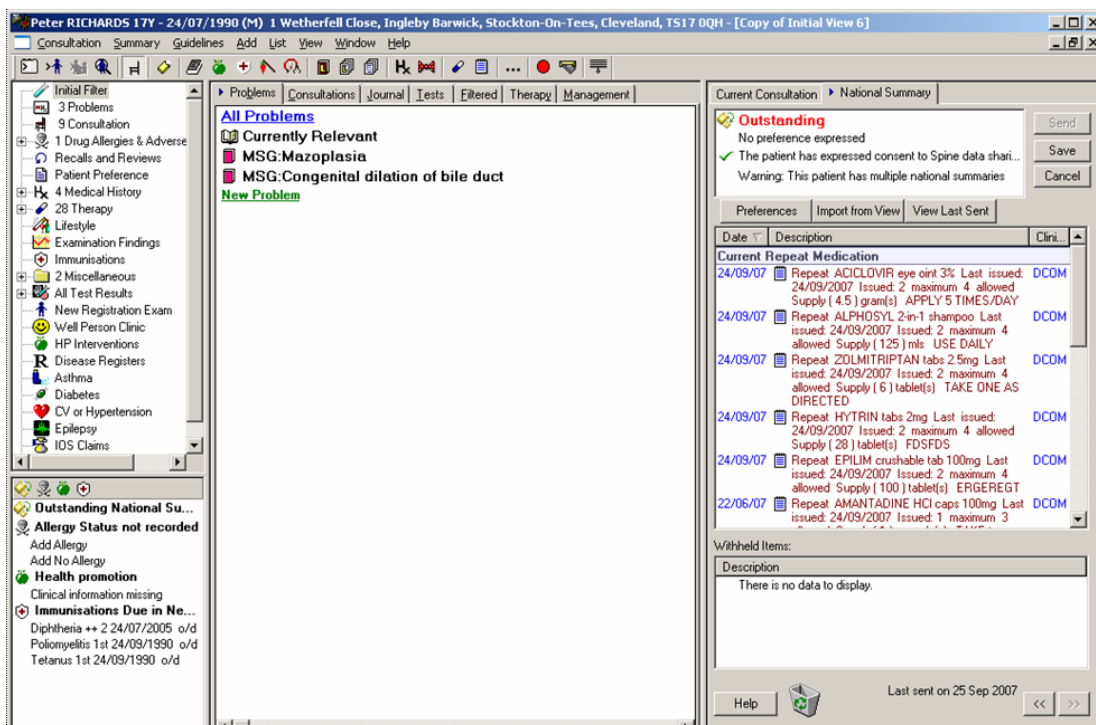 Peter RICHARDS 17Y - 24/07/1990 (M) 1 Wetherfell Close, Ingleby Barwick, Stockton-On-Tees, Cleveland, TS17 0QH - [Copy of Initial View 6]
Consultation Summary Guidelines Add List View Window Help
Initial Filter
3 Problems
9 Consultation
1 Drug Allergies & Adverse
Recalls and Reviews
Patient Preference
4 Medical History
28 Therapy
Lifestyle
Examination Findings
Immunisations
2 Miscellaneous
All Test Results
New Registration Exam
Well Person Clinic
HP Interventions
Disease Registers
Asthma
Diabetes
CV or Hypertension
Epilepsy
IOS Claims
Outstanding National Su...
Allergy Status not recorded
Add Allergy
Add No Allergy
Health promotion
Clinical information missing
Immunisations Due in Ne...
Diphtheria ++ 2 24/07/2005 o/d
Poliomyelitis 1st 24/09/1990 o/d
Tetanus 1st 24/09/1990 o/d
Problems Consultations Journal Tests Filtered Therapy Management
All Problems
Currently Relevant
MSG:Mazoplasia
MSG:Congenital dilation of bile duct
New Problem
Current Consultation National Summary
Outstanding
No preference expressed
The patient has expressed consent to Spine data shari...
Warning: This patient has multiple national summaries
Send
Save
Cancel
Preferences Import from View View Last Sent
Date Description Clini...
Current Repeat Medication
24/09/07 Repeat ACICLOVIR eye oint 3% Last issued: DCOM
24/09/2007 Issued: 2 maximum 4 allowed
Supply ( 4.5 ) gram(s) APPLY 5 TIMES/DAY
24/09/07 Repeat ALPHOSYL 2-in-1 shampoo Last DCOM
issued: 24/09/2007 Issued: 2 maximum 4
allowed Supply ( 125 ) mls USE DAILY
24/09/07 Repeat ZOLMITRIPTAN tabs 2.5mg Last DCOM
issued: 24/09/2007 Issued: 2 maximum 4
allowed Supply ( 6 ) tablet(s) TAKE ONE AS
DIRECTED
24/09/07 Repeat HYTRIN tabs 2mg Last issued: DCOM
24/09/2007 Issued: 2 maximum 4 allowed
Supply ( 28 ) tablet(s) FDSFDS
24/09/07 Repeat EPILIM crushable tab 100mg Last DCOM
issued: 24/09/2007 Issued: 2 maximum 4
allowed Supply ( 100 ) tablet(s) ERGEREGT
22/06/07 Repeat AMANTADINE HCl caps 100mg Last DCOM
issued: 24/09/2007 Issued: 1 maximum 3
Withheld Items:
Description
There is no data to display.
Help
Last sent on 25 Sep 2007
<< >>